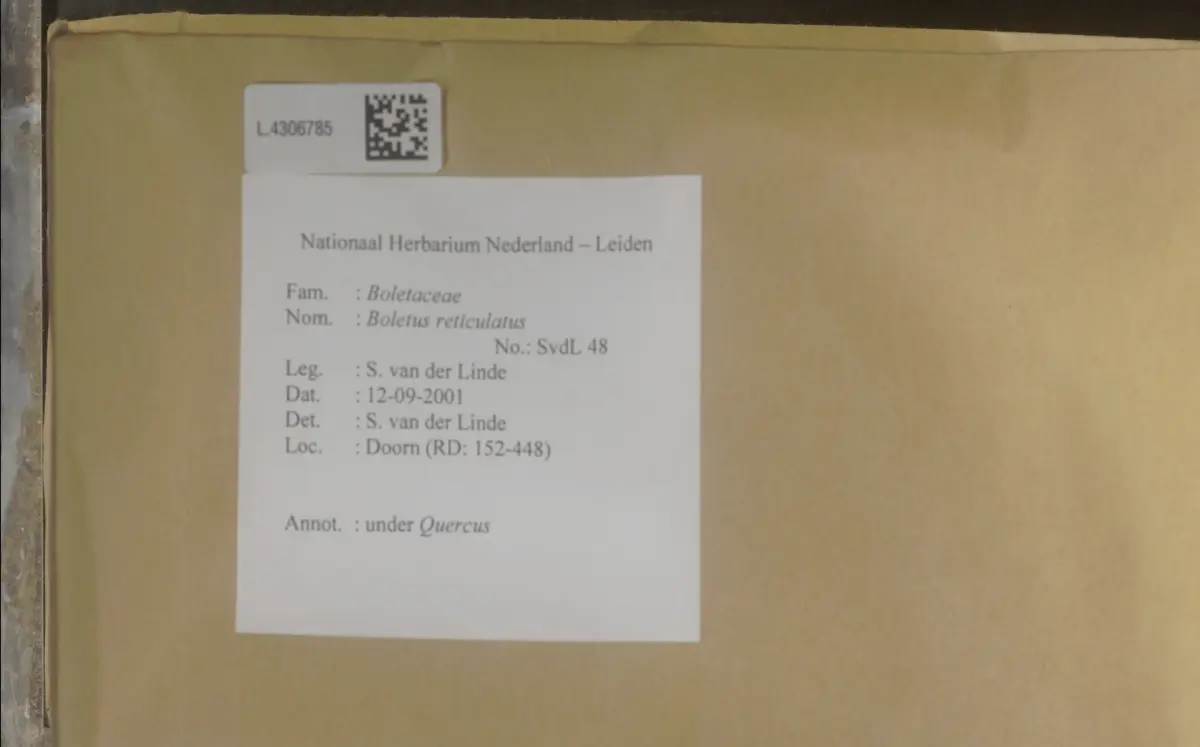 L.4306785
Nationaal Herbarium Nederland – Leiden
Fam. : Boletaceae
Nom. : Boletus reticulatus
No.: SvdL 48
Leg. : S. van der Linde
Dat. : 12-09-2001
Det. : S. van der Linde
Loc. : Doorn (RD: 152-448)
Annot. : under Quercus